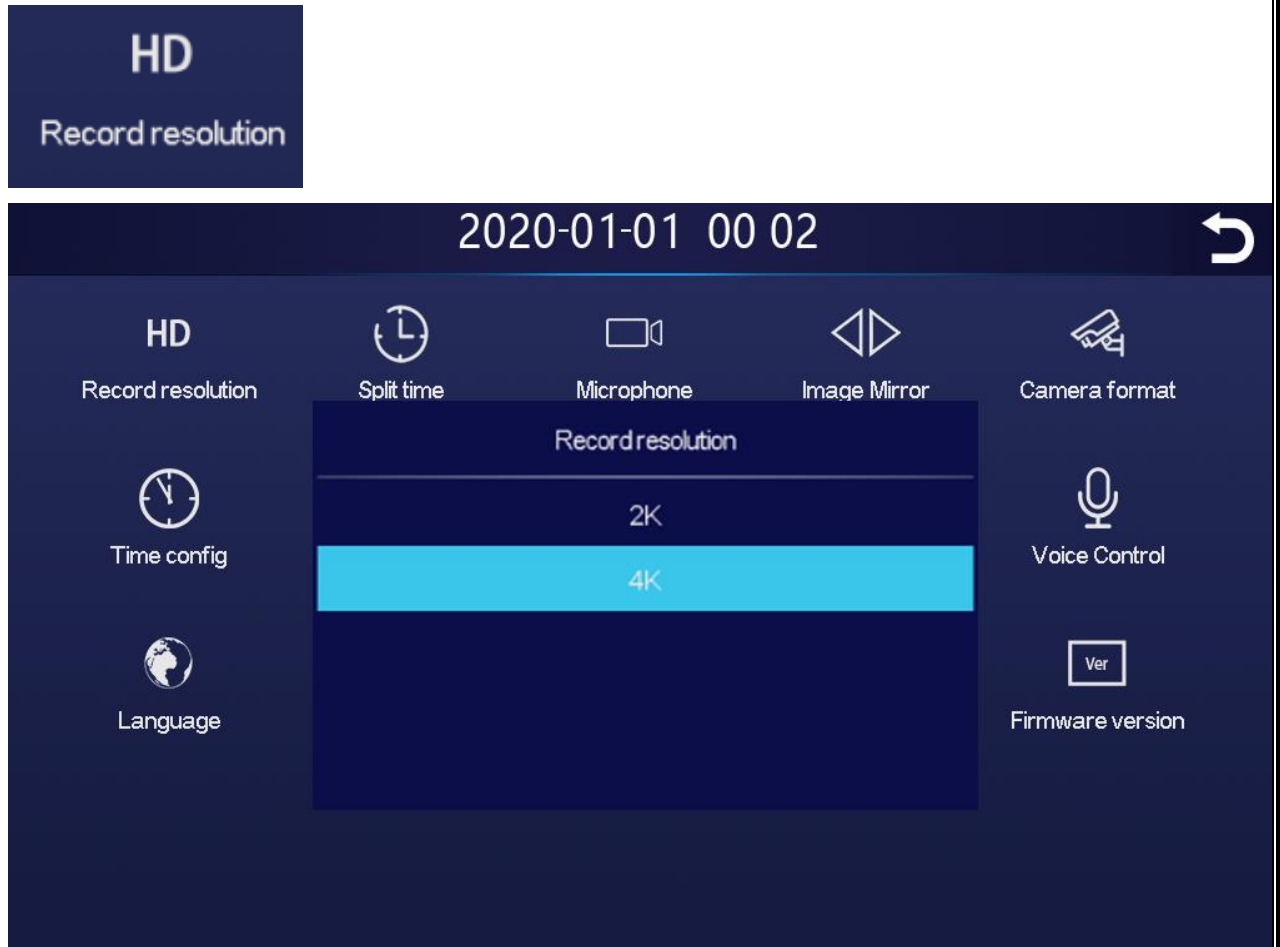 HD
Record resolution
2020-01-01 00 02
HD
Record resolution
Split time
Microphone
Image Mirror
Camera format
Record resolution
2K
4K
Time config
Voice Control
Language
Ver
Firmware version